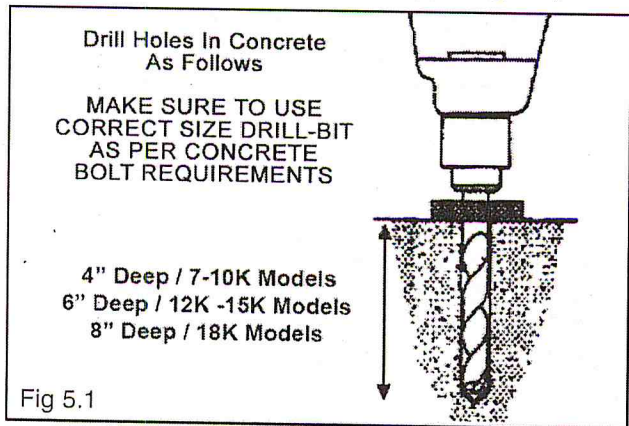 Drill Holes In Concrete
As Follows
MAKE SURE TO USE
CORRECT SIZE DRILL-BIT
AS PER CONCRETE
BOLT REQUIREMENTS
4" Deep / 7-10K Models
6" Deep / 12K -15K Models
8" Deep / 18K Models
Fig 5.1